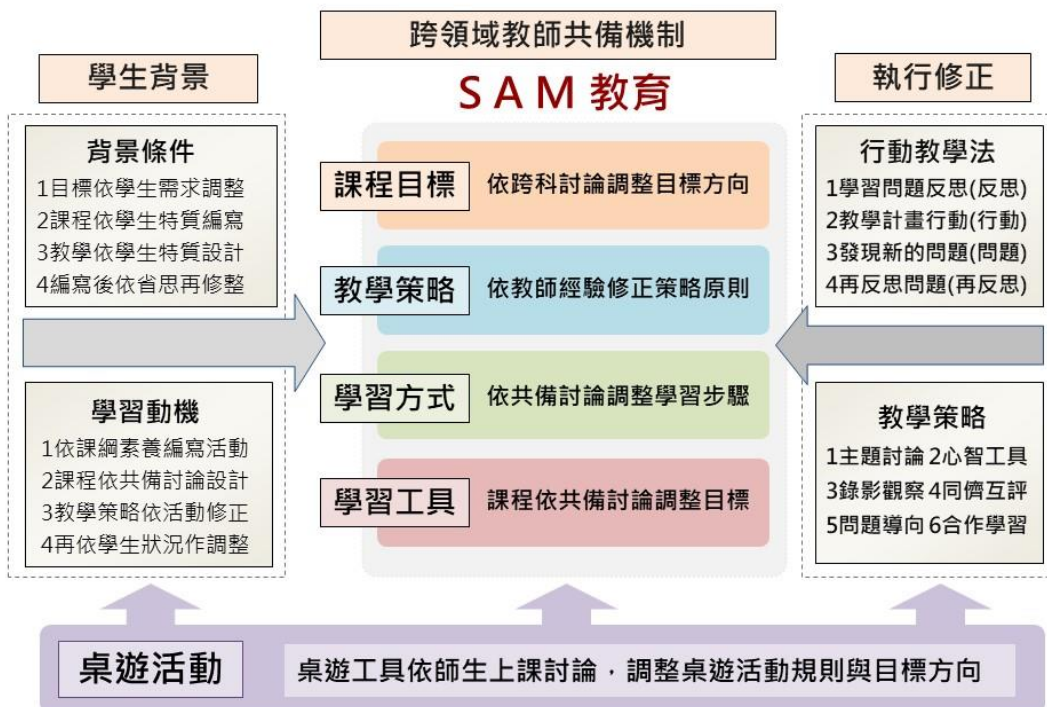 跨領域教師共備機制
學生背景
SAM 教育
執行修正
背景條件
1目標依學生需求調整
2課程依學生特質編寫
3教學依學生特質設計
4編寫後依省思再修整
學習動機
1依課綱素養編寫活動
2課程依共備討論設計
3教學策略依活動修正
4再依學生狀況作調整
課程目標 依跨科討論調整目標方向
教學策略 依教師經驗修正策略原則
學習方式 依共備討論調整學習步驟
學習工具 課程依共備討論調整目標
行動教學法
1學習問題反思(反思)
2教學計畫行動(行動)
3發現新的問題(問題)
4再反思問題(再反思)
教學策略
1主題討論 2心智工具
3錄影觀察 4同儕互評
5問題導向 6合作學習
桌遊活動 桌遊工具依師生上課討論，調整桌遊活動規則與目標方向